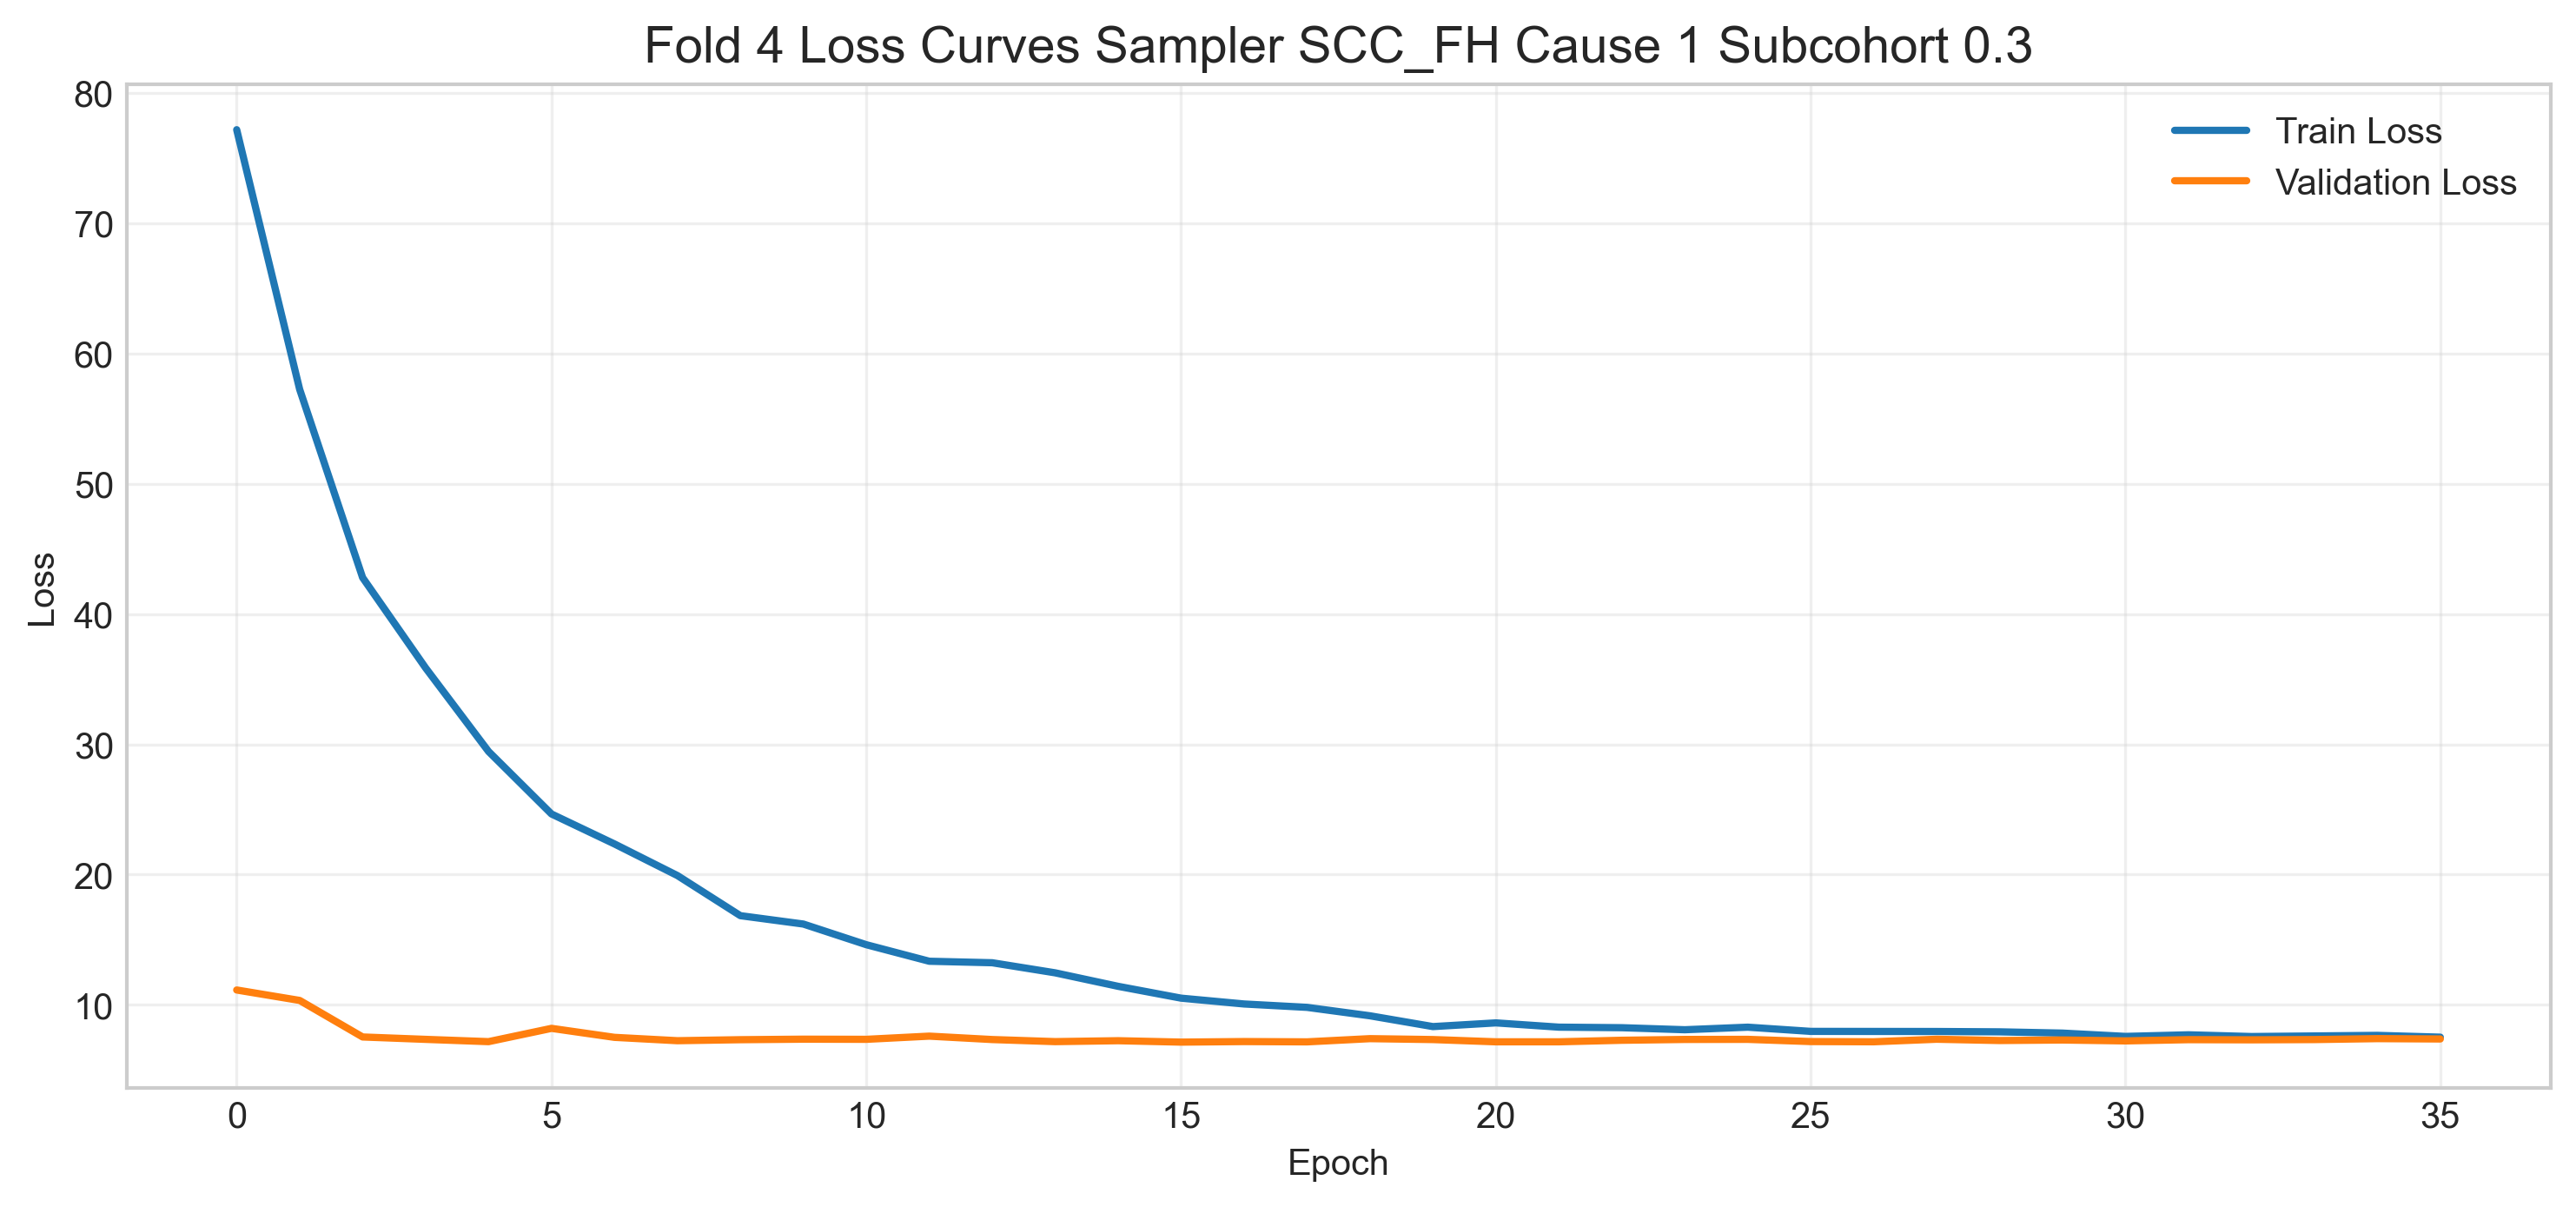 Fold 4 Loss Curves Sampler SCC_FH Cause 1 Subcohort 0.3
Train Loss
Validation Loss
80
70
60
50
40
30
20
10
Loss
0 5 10 15 20 25 30 35
Epoch